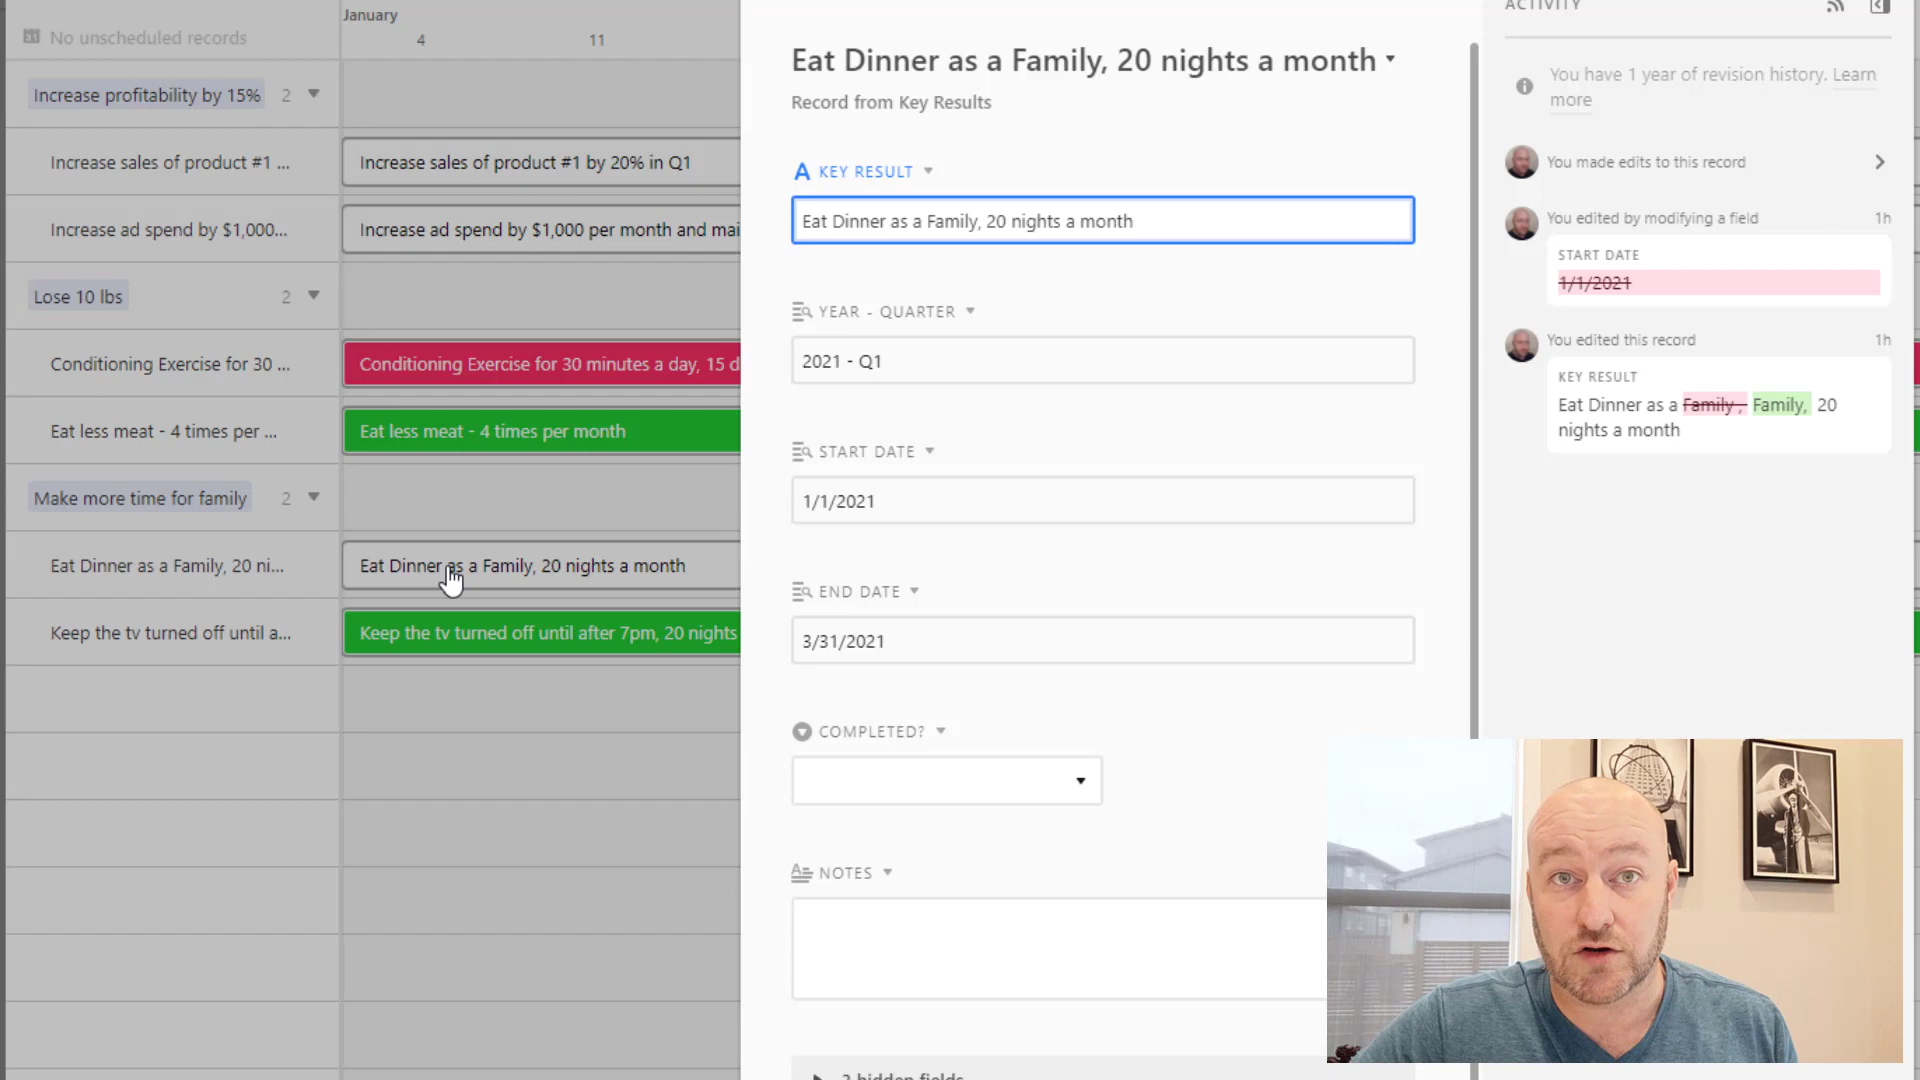 January
4
11
No unscheduled records
Increase profitability by 15% 2
Increase sales of product #1 ...
Increase sales of product #1 by 20% in Q1
Increase ad spend by $1,000...
Increase ad spend by $1,000 per month and mai
Lose 10 lbs 2
Conditioning Exercise for 30 ...
Conditioning Exercise for 30 minutes a day, 15 d
Eat less meat - 4 times per ...
Eat less meat - 4 times per month
Make more time for family 2
Eat Dinner as a Family, 20 ni...
Eat Dinner as a Family, 20 nights a month
Keep the tv turned off until a...
Keep the tv turned off until after 7pm, 20 nights
Eat Dinner as a Family, 20 nights a month
Record from Key Results
KEY RESULT
Eat Dinner as a Family, 20 nights a month
YEAR - QUARTER
2021 - Q1
START DATE
1/1/2021
END DATE
3/31/2021
COMPLETED?
NOTES
hidden fields
ACTIVITY
You have 1 year of revision history. Learn
more
You made edits to this record
You edited by modifying a field 1h
START DATE
1/1/2021
You edited this record 1h
KEY RESULT
Eat Dinner as a Family , Family, 20
nights a month